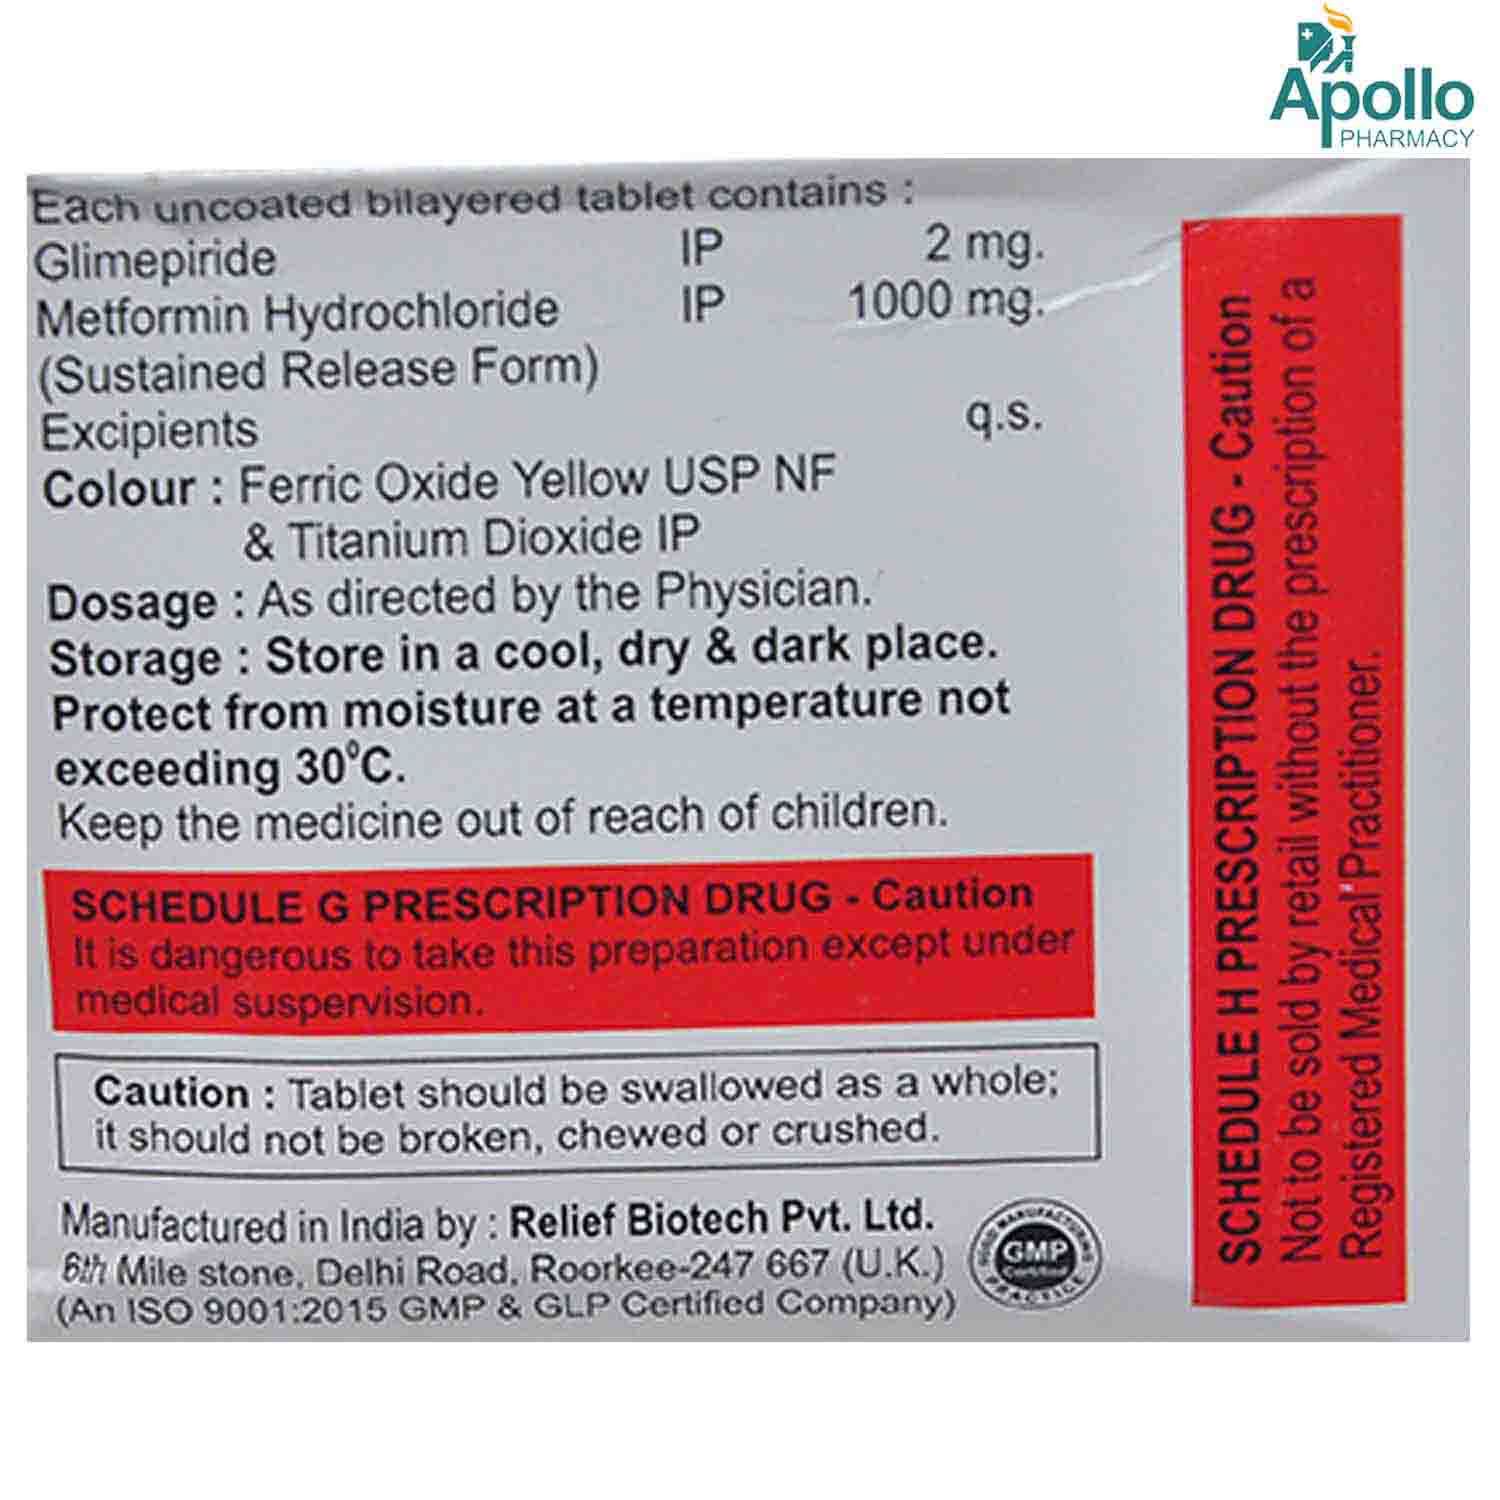 Apollo
PHARMACY
Each uncoated bilayered tablet contains :
Glimepiride IP 2 mg.
Metformin Hydrochloride IP 1000 mg.
(Sustained Release Form)
Excipients q.s.
Colour : Ferric Oxide Yellow USP NF
& Titanium Dioxide IP
Dosage : As directed by the Physician.
Storage : Store in a cool, dry & dark place.
Protect from moisture at a temperature not
exceeding 30°C.
Keep the medicine out of reach of children.
SCHEDULE G PRESCRIPTION DRUG - Caution
It is dangerous to take this preparation except under
medical suspervision.
Caution : Tablet should be swallowed as a whole;
it should not be broken, chewed or crushed.
Manufactured in India by : Relief Biotech Pvt. Ltd.
6th Mile stone, Delhi Road, Roorkee-247 667 (U.K.)
(An ISO 9001:2015 GMP & GLP Certified Company)
GOOD MANUFACTURING
GMP
PRACTICE
SCHEDULE H PRESCRIPTION DRUG - Caution
Not to be sold by retail without the prescription of a
Registered Medical Practitioner.